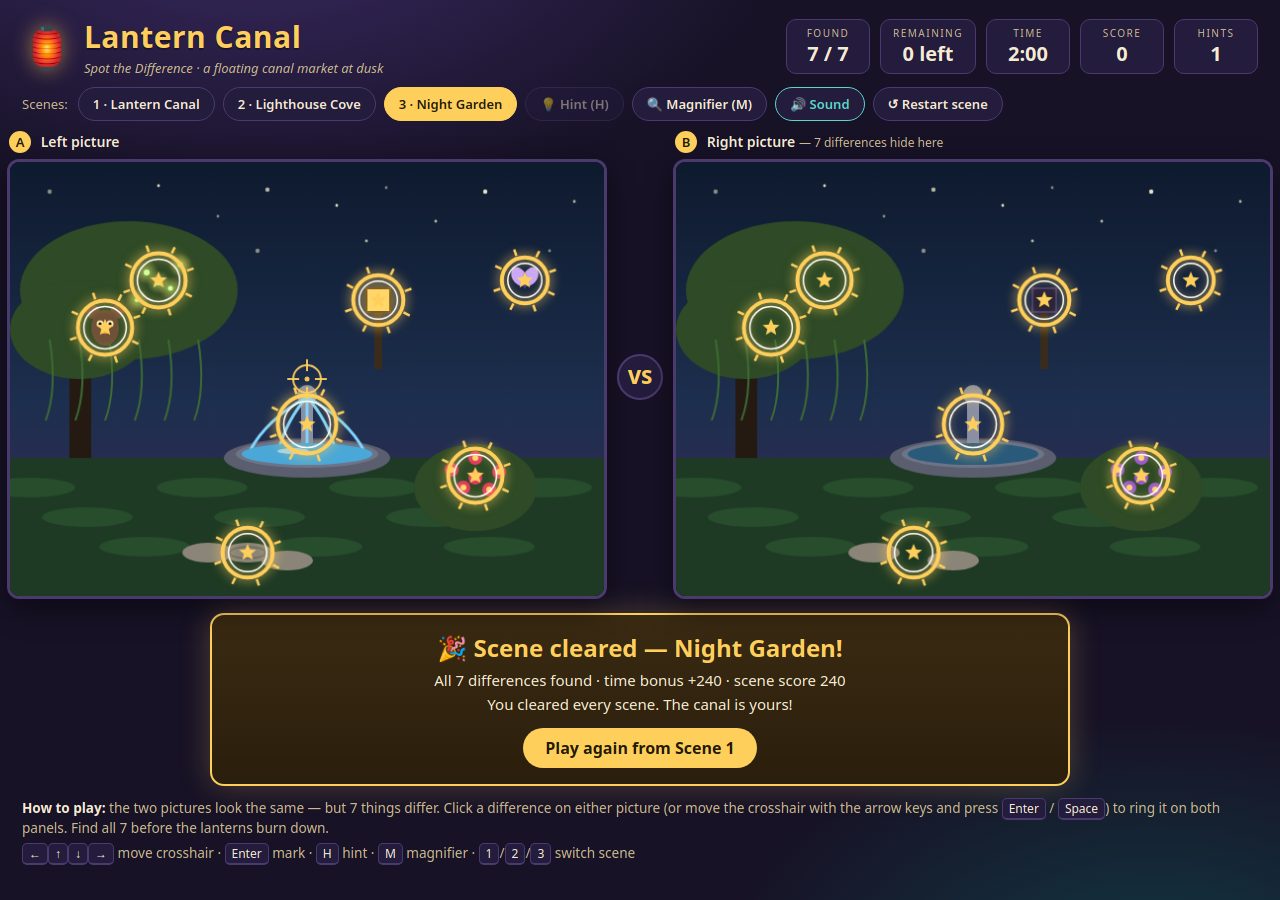 Lantern Canal
Spot the Difference · a floating canal market at dusk
FOUND
7 / 7
REMAINING
0 left
TIME
2:00
SCORE
0
HINTS
1
Scenes:
1 · Lantern Canal
2 · Lighthouse Cove
3 · Night Garden
💡 Hint (H)
🔍 Magnifier (M)
🔊 Sound
↺ Restart scene
A Left picture
B Right picture — 7 differences hide here
VS
🎉 Scene cleared — Night Garden!
All 7 differences found · time bonus +240 · scene score 240
You cleared every scene. The canal is yours!
Play again from Scene 1
How to play: the two pictures look the same — but 7 things differ. Click a difference on either picture (or move the crosshair with the arrow keys and press Enter / Space) to ring it on both
panels. Find all 7 before the lanterns burn down.
← ↑ ↓ → move crosshair · Enter mark · H hint · M magnifier · 1/2/3 switch scene